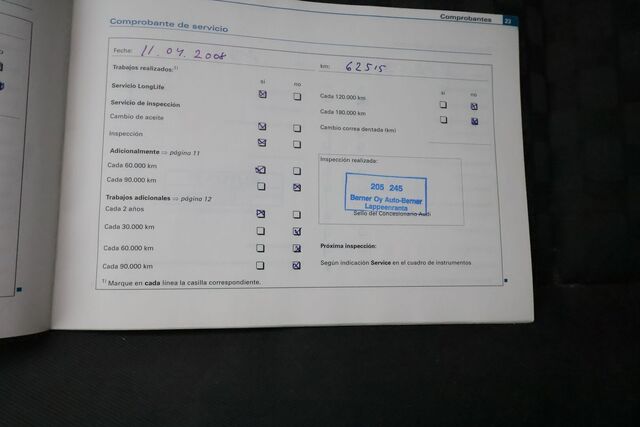 Comprobantes 23
Comprobante de servicio
Fecha: 11.04.2008
km: 62515
Trabajos realizados:1)
sí no
Servicio LongLife
Servicio de inspección
Cambio de aceite
Inspección
Adicionalmente ⇒ página 11
Cada 60.000 km
Cada 90.000 km
Trabajos adicionales ⇒ página 12
Cada 2 años
Cada 30.000 km
Cada 60.000 km
Cada 90.000 km
1) Marque en cada línea la casilla correspondiente.
sí no
Cada 120.000 km
Cada 180.000 km
Cambio correa dentada (km)
Inspección realizada:
205 245
Berner Oy Auto-Berner
Lappeenranta
Sello del Concesionario Audi
Próxima inspección:
Según indicación Service en el cuadro de instrumentos